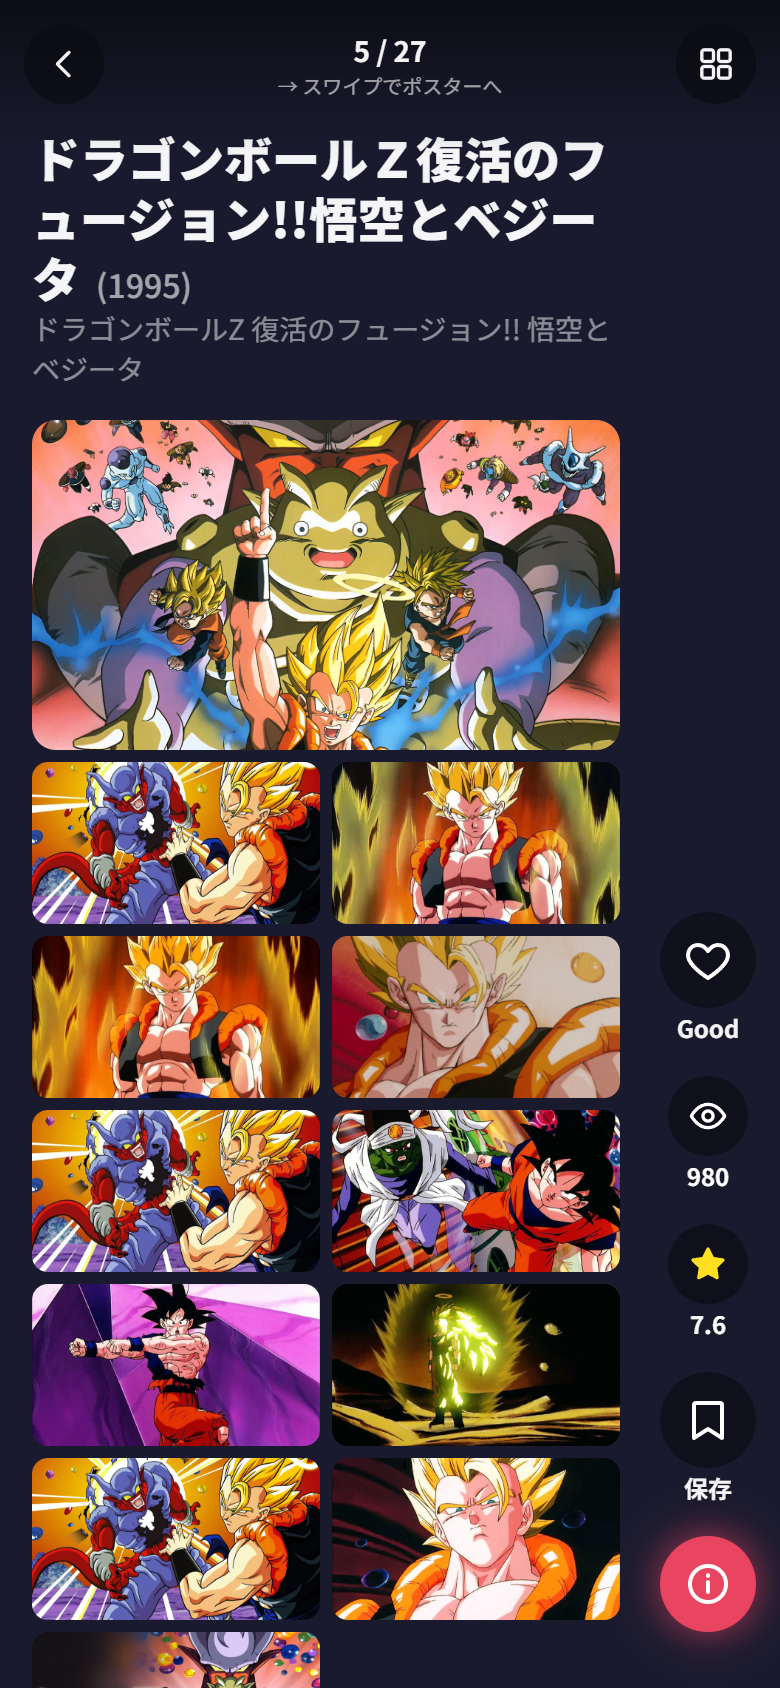 5 / 27
→ スワイプでポスターへ
ドラゴンボールＺ 復活のフ
ュージョン!!悟空とベジー
タ (1995)
ドラゴンボールZ 復活のフュージョン!! 悟空と
ベジータ
Good
980
7.6
保存